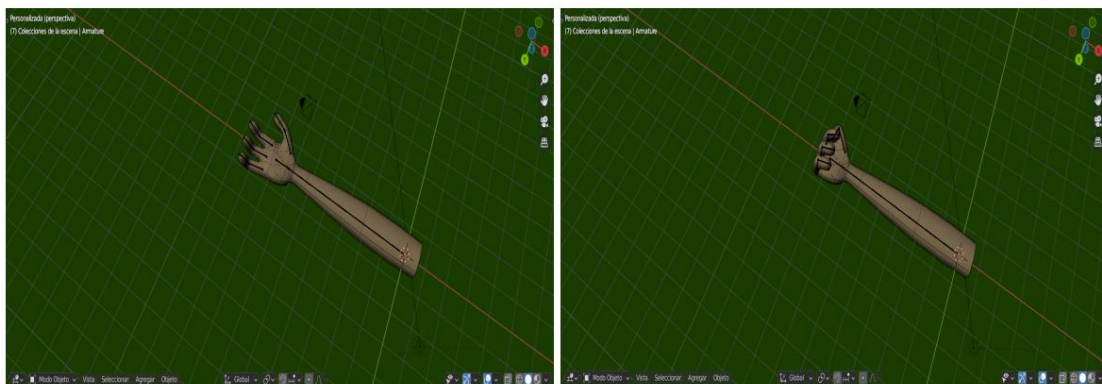 Personalizada (perspectiva)
(7) Colecciones de la escena | Armature
X
Y
Modo Objeto Vista Seleccionar Agregar Objeto Global
Personalizada (perspectiva)
(7) Colecciones de la escena | Armature
X
Y
Modo Objeto Vista Seleccionar Agregar Objeto Global